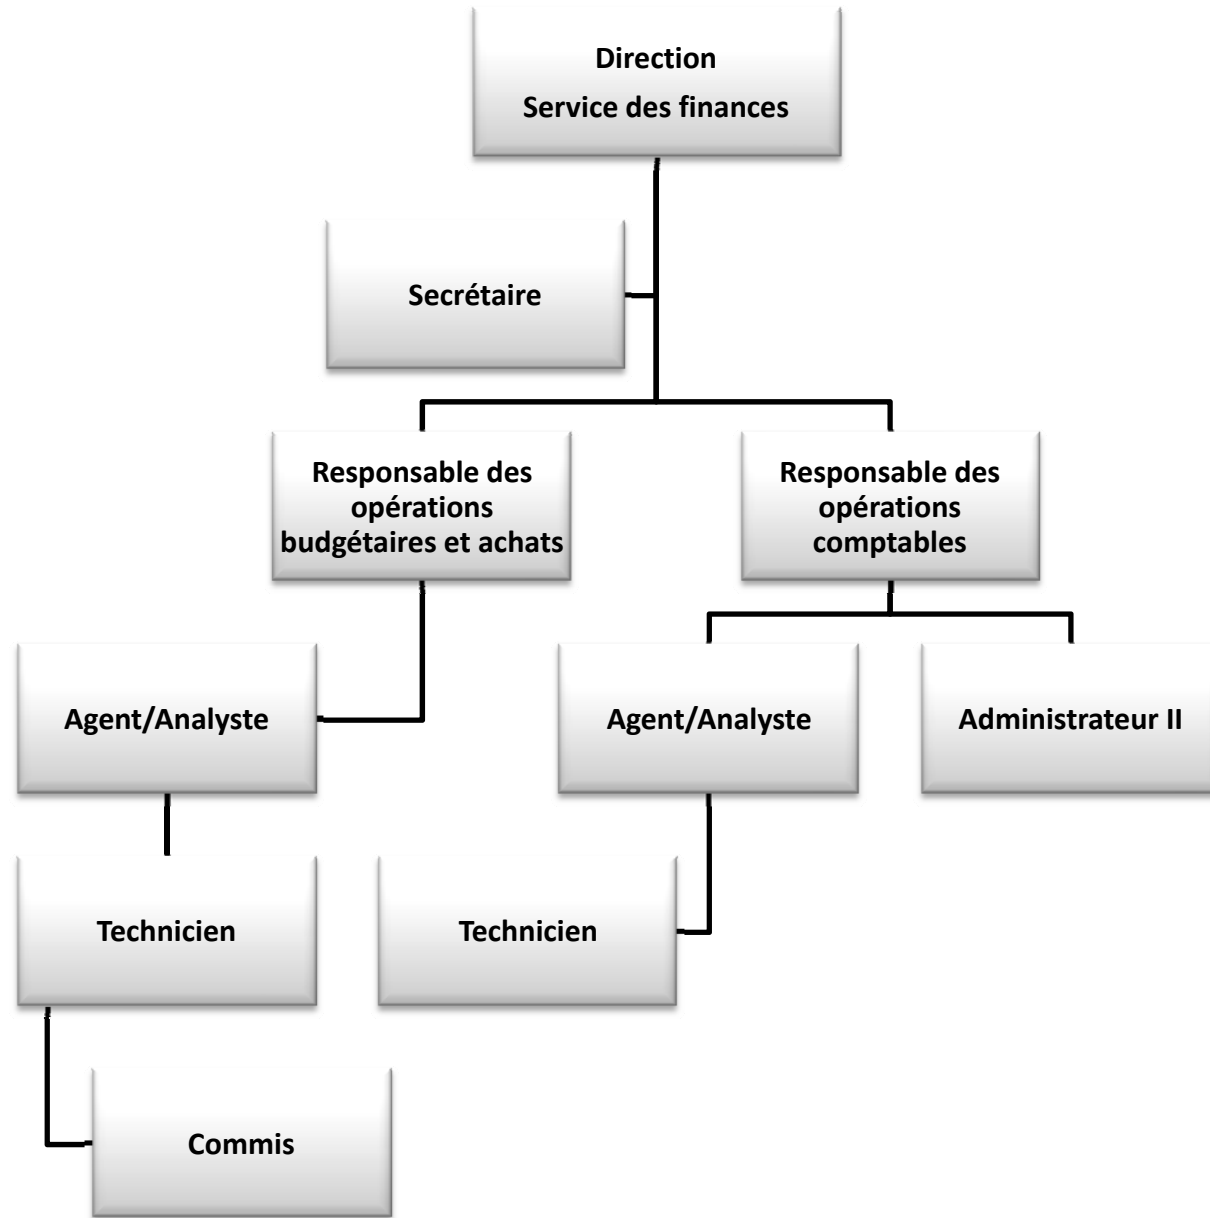 Direction
Service des finances
Secrétaire
Responsable des
opérations
budgétaires et achats
Responsable des
opérations
comptables
Agent/Analyste
Agent/Analyste
Administrateur II
Technicien
Technicien
Commis